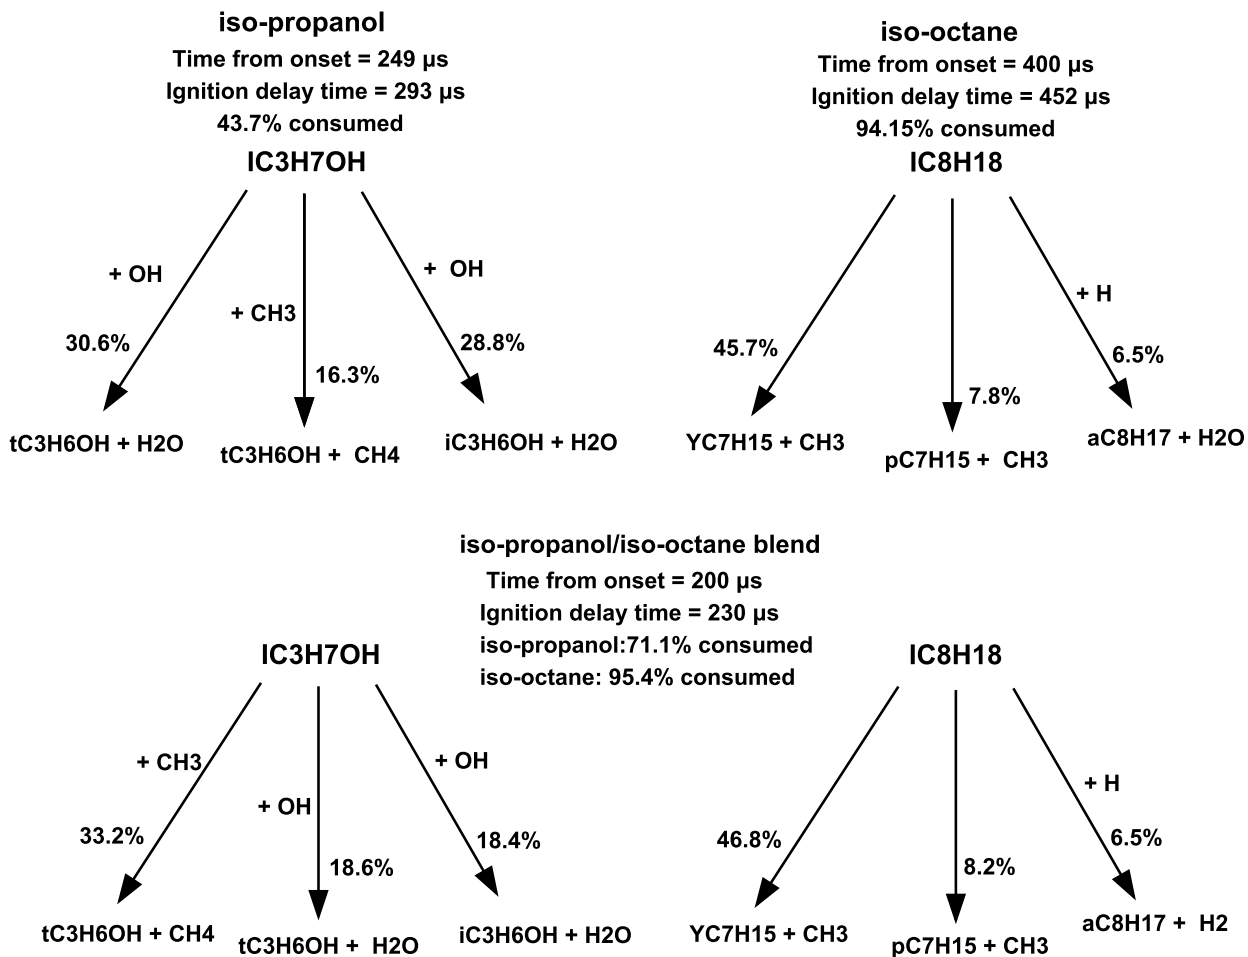 iso-propanol
Time from onset = 249 µs
Ignition delay time = 293 µs
43.7% consumed
IC3H7OH
+ OH
+ CH3
+ OH
30.6%
16.3%
28.8%
tC3H6OH + H2O
tC3H6OH + CH4
iC3H6OH + H2O
iso-octane
Time from onset = 400 µs
Ignition delay time = 452 µs
94.15% consumed
IC8H18
+ H
45.7%
7.8%
6.5%
YC7H15 + CH3
pC7H15 + CH3
aC8H17 + H2O
iso-propanol/iso-octane blend
Time from onset = 200 µs
Ignition delay time = 230 µs
iso-propanol:71.1% consumed
iso-octane: 95.4% consumed
IC3H7OH
+ CH3
+ OH
+ OH
33.2%
18.6%
18.4%
tC3H6OH + CH4
tC3H6OH + H2O
iC3H6OH + H2O
IC8H18
+ H
46.8%
8.2%
6.5%
YC7H15 + CH3
pC7H15 + CH3
aC8H17 + H2